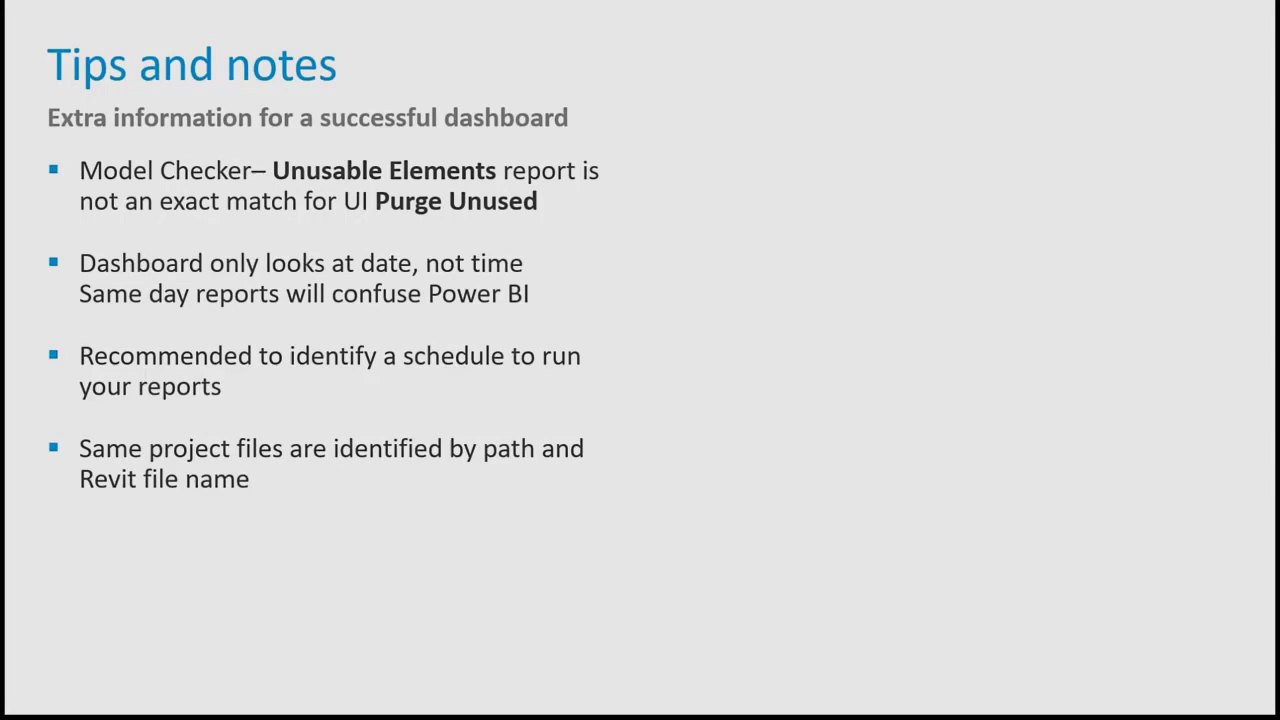 Tips and notes
Extra information for a successful dashboard
▪ Model Checker– Unusable Elements report is
not an exact match for UI Purge Unused
▪ Dashboard only looks at date, not time
Same day reports will confuse Power BI
▪ Recommended to identify a schedule to run
your reports
▪ Same project files are identified by path and
Revit file name